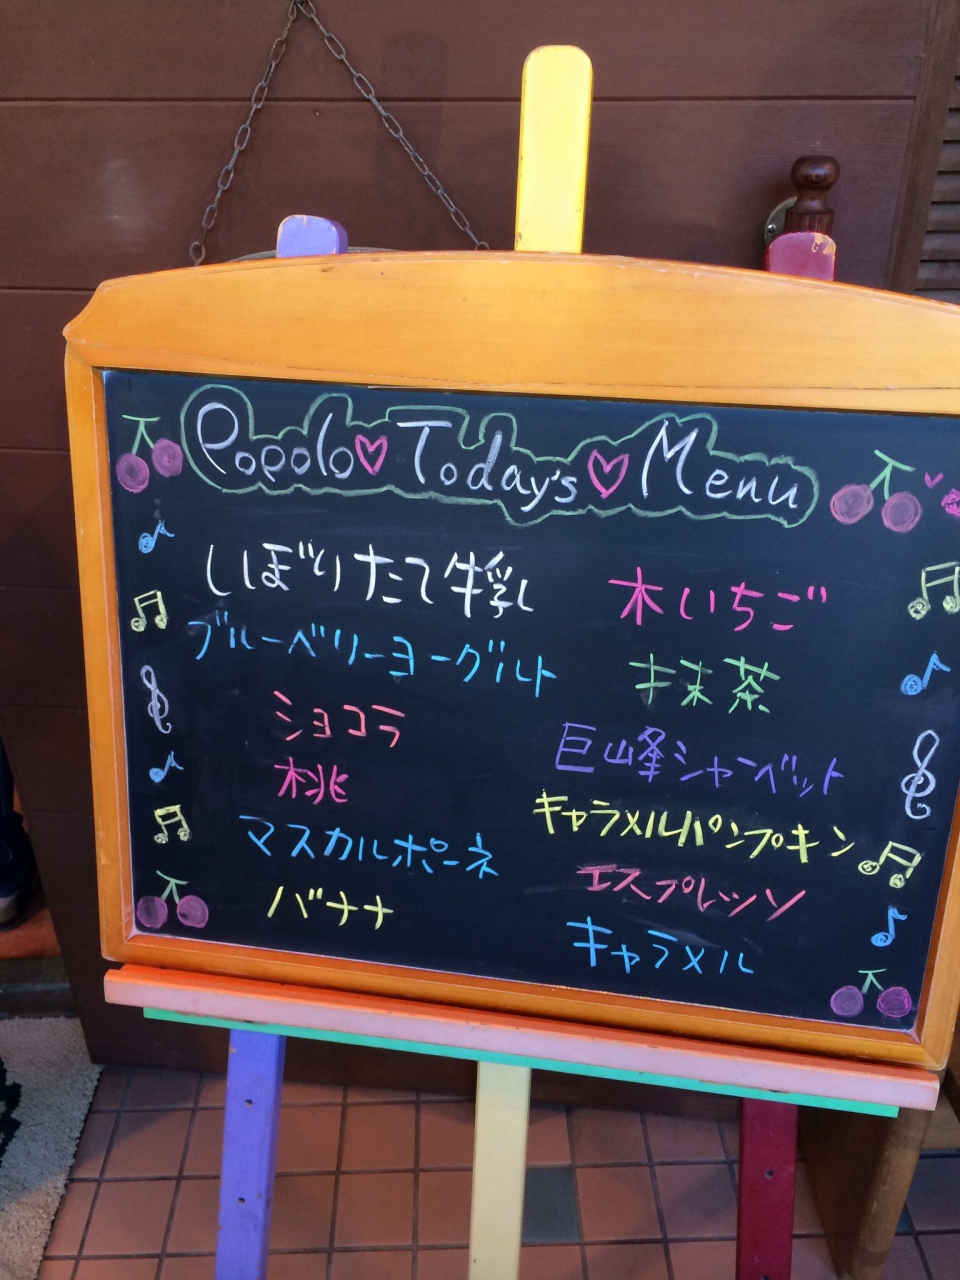 Popolo♡Today's♡Menu
しぼりたて牛乳
ブルーベリーヨーグルト
ショコラ
桃
マスカルポーネ
バナナ
木いちご
抹茶
巨峰シャーベット
キャラメルパンプキン
エスプレッソ
キャラメル